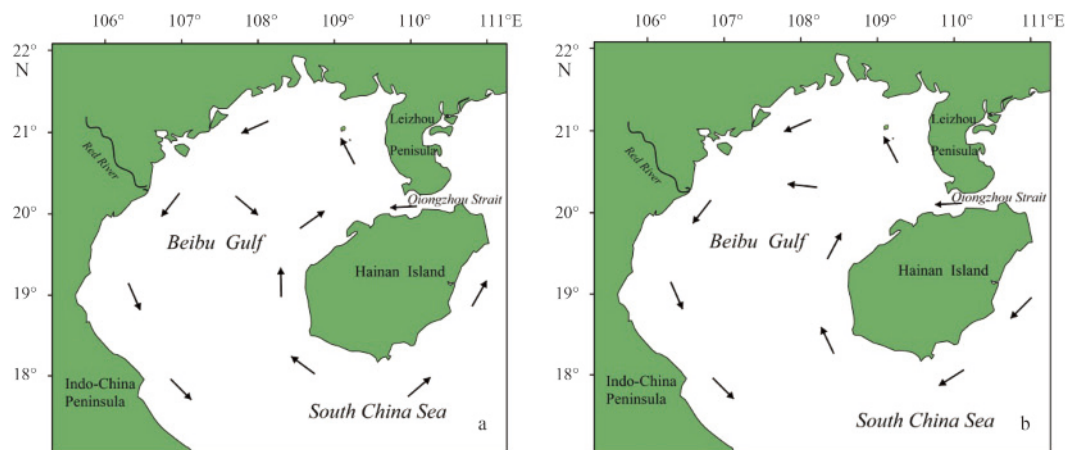 106° 107° 108° 109° 110° 111°E
22°
N
21°
20°
19°
18°
Red River
Leizhou
Penisula
Qiongzhou Strait
Beibu Gulf
Hainan Island
Indo-China
Peninsula
South China Sea
a
106° 107° 108° 109° 110° 111°E
22°
N
21°
20°
19°
18°
Red River
Leizhou
Penisula
Qiongzhou Strait
Beibu Gulf
Hainan Island
Indo-China
Peninsula
South China Sea
b